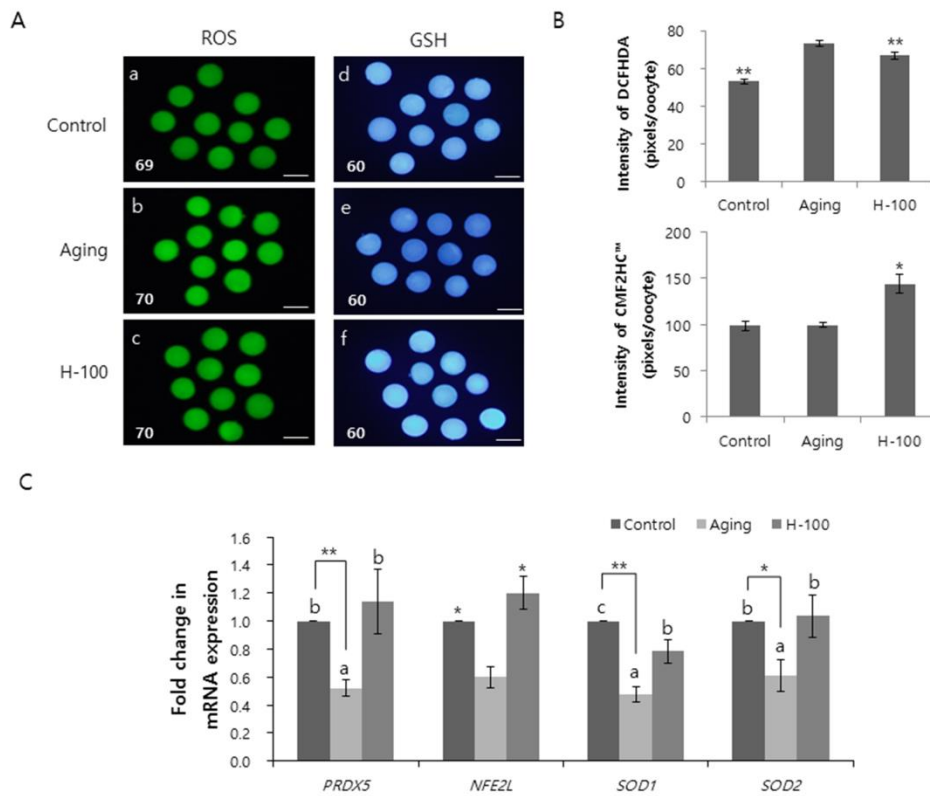 A
ROS GSH
Control
a
69
d
60
Aging
b
70
e
60
H-100
c
70
f
60
B
Intensity of DCFHDA
(pixels/oocyte)
80
60
40
20
0
** **
Control Aging H-100
Intensity of CMF2HC™
(pixels/oocyte)
200
150
100
50
0
*
Control Aging H-100
C
Control Aging H-100
Fold change in
mRNA expression
1.6
1.4
1.2
1.0
0.8
0.6
0.4
0.2
0.0
** * ** *
b a b
*
c a b
b a b
PRDX5 NFE2L SOD1 SOD2